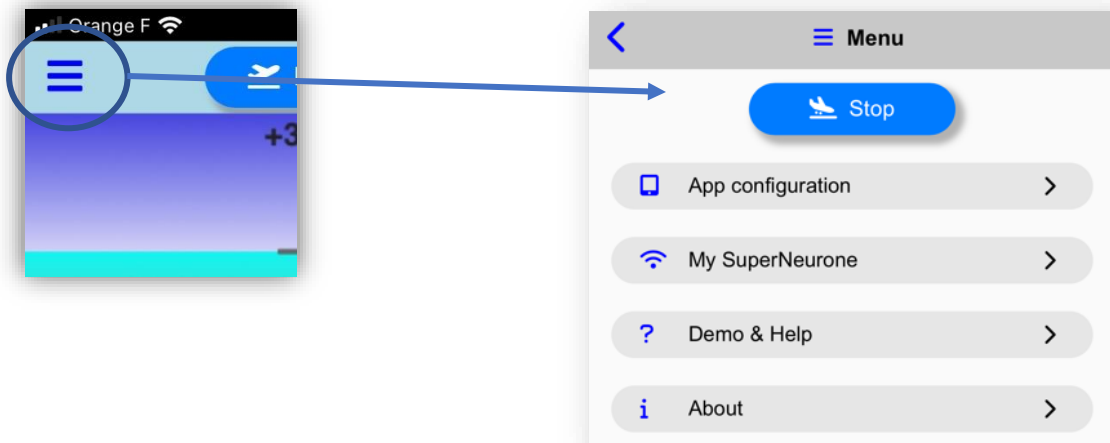 Orange F
+3
Menu
Stop
App configuration
My SuperNeurone
Demo & Help
About